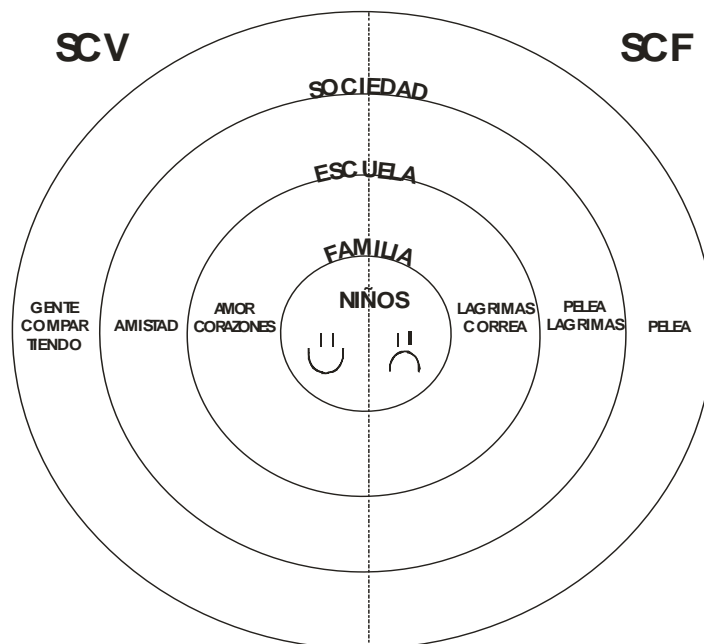 SCV
SCF
SOCIEDAD
ESCUELA
FAMILIA
NIÑOS
GENTE
COMPAR
TIENDO
AMISTAD
AMOR
CORAZONES
LAGRIMAS
CORREA
PELEA
LAGRIMAS
PELEA